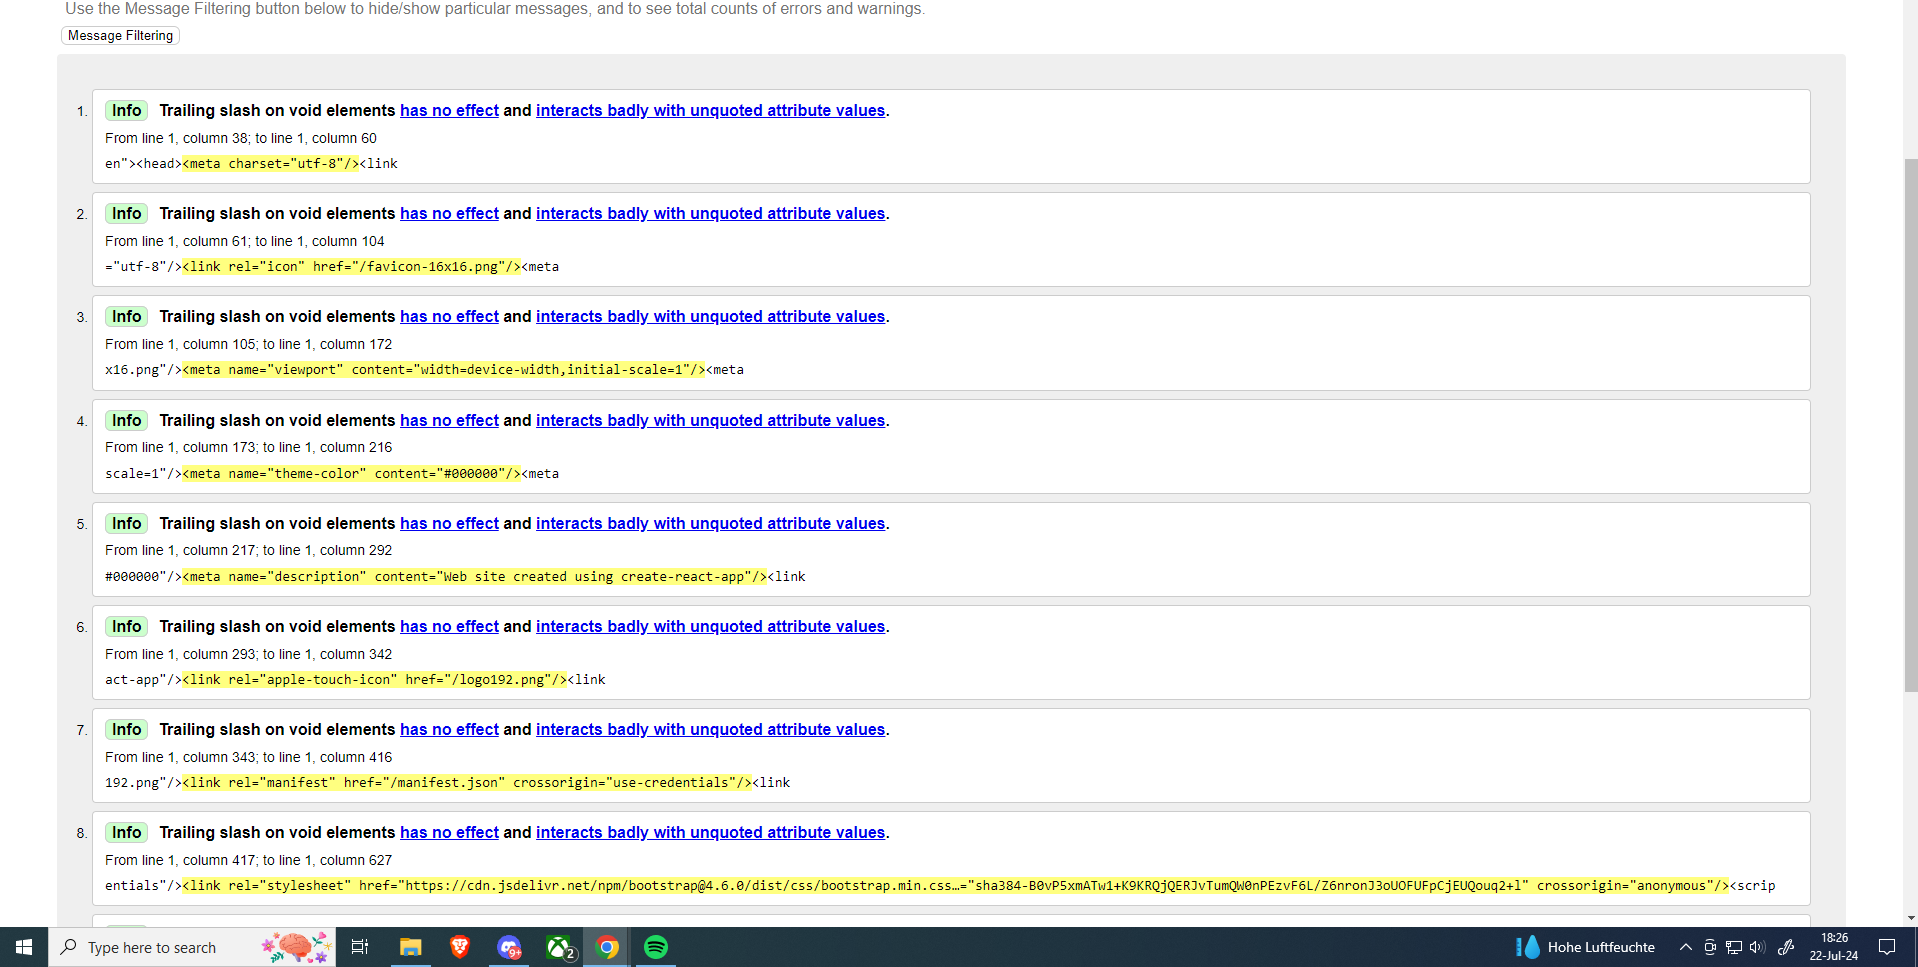 Use the Message Filtering button below to hide/show particular messages, and to see total counts of errors and warnings.
Message Filtering
1. Info Trailing slash on void elements has no effect and interacts badly with unquoted attribute values.
From line 1, column 38; to line 1, column 60
en"><head><meta charset="utf-8"/><link
2. Info Trailing slash on void elements has no effect and interacts badly with unquoted attribute values.
From line 1, column 61; to line 1, column 104
="utf-8"/><link rel="icon" href="/favicon-16x16.png"/><meta
3. Info Trailing slash on void elements has no effect and interacts badly with unquoted attribute values.
From line 1, column 105; to line 1, column 172
x16.png"/><meta name="viewport" content="width=device-width,initial-scale=1"/><meta
4. Info Trailing slash on void elements has no effect and interacts badly with unquoted attribute values.
From line 1, column 173; to line 1, column 216
scale=1"/><meta name="theme-color" content="#000000"/><meta
5. Info Trailing slash on void elements has no effect and interacts badly with unquoted attribute values.
From line 1, column 217; to line 1, column 292
#000000"/><meta name="description" content="Web site created using create-react-app"/><link
6. Info Trailing slash on void elements has no effect and interacts badly with unquoted attribute values.
From line 1, column 293; to line 1, column 342
act-app"/><link rel="apple-touch-icon" href="/logo192.png"/><link
7. Info Trailing slash on void elements has no effect and interacts badly with unquoted attribute values.
From line 1, column 343; to line 1, column 416
192.png"/><link rel="manifest" href="/manifest.json" crossorigin="use-credentials"/><link
8. Info Trailing slash on void elements has no effect and interacts badly with unquoted attribute values.
From line 1, column 417; to line 1, column 627
entials"/><link rel="stylesheet" href="https://cdn.jsdelivr.net/npm/bootstrap@4.6.0/dist/css/bootstrap.min.css…="sha384-B0vP5xmATw1+K9KRQjQERJvTumQW0nPEzvF6L/Z6nronJ3oUOFUFpCjEUQouq2+l" crossorigin="anonymous"/><scrip
Type here to search
9+
2
Hohe Luftfeuchte
18:26
22-Jul-24